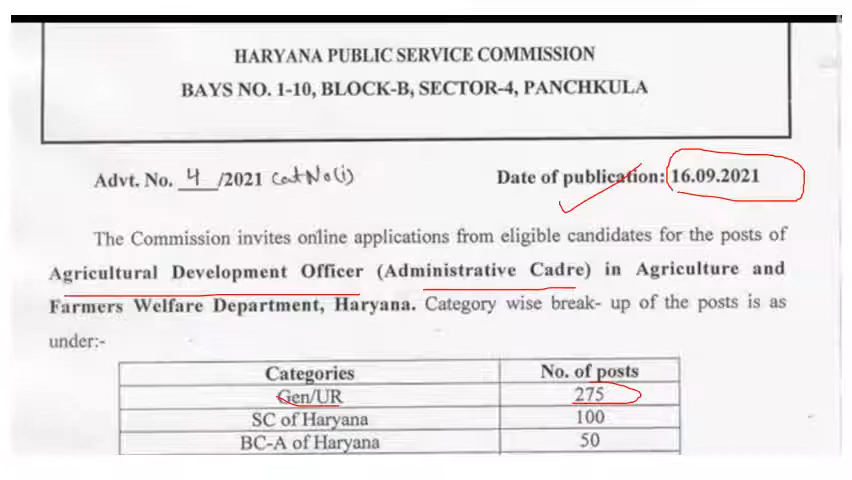 HARYANA PUBLIC SERVICE COMMISSION
BAYS NO. 1-10, BLOCK-B, SECTOR-4, PANCHKULA
Advt. No. 4 /2021 Cat No (i) Date of publication: 16.09.2021
The Commission invites online applications from eligible candidates for the posts of
Agricultural Development Officer (Administrative Cadre) in Agriculture and
Farmers Welfare Department, Haryana. Category wise break- up of the posts is as
under:-
Categories No. of posts
Gen/UR 275
SC of Haryana 100
BC-A of Haryana 50